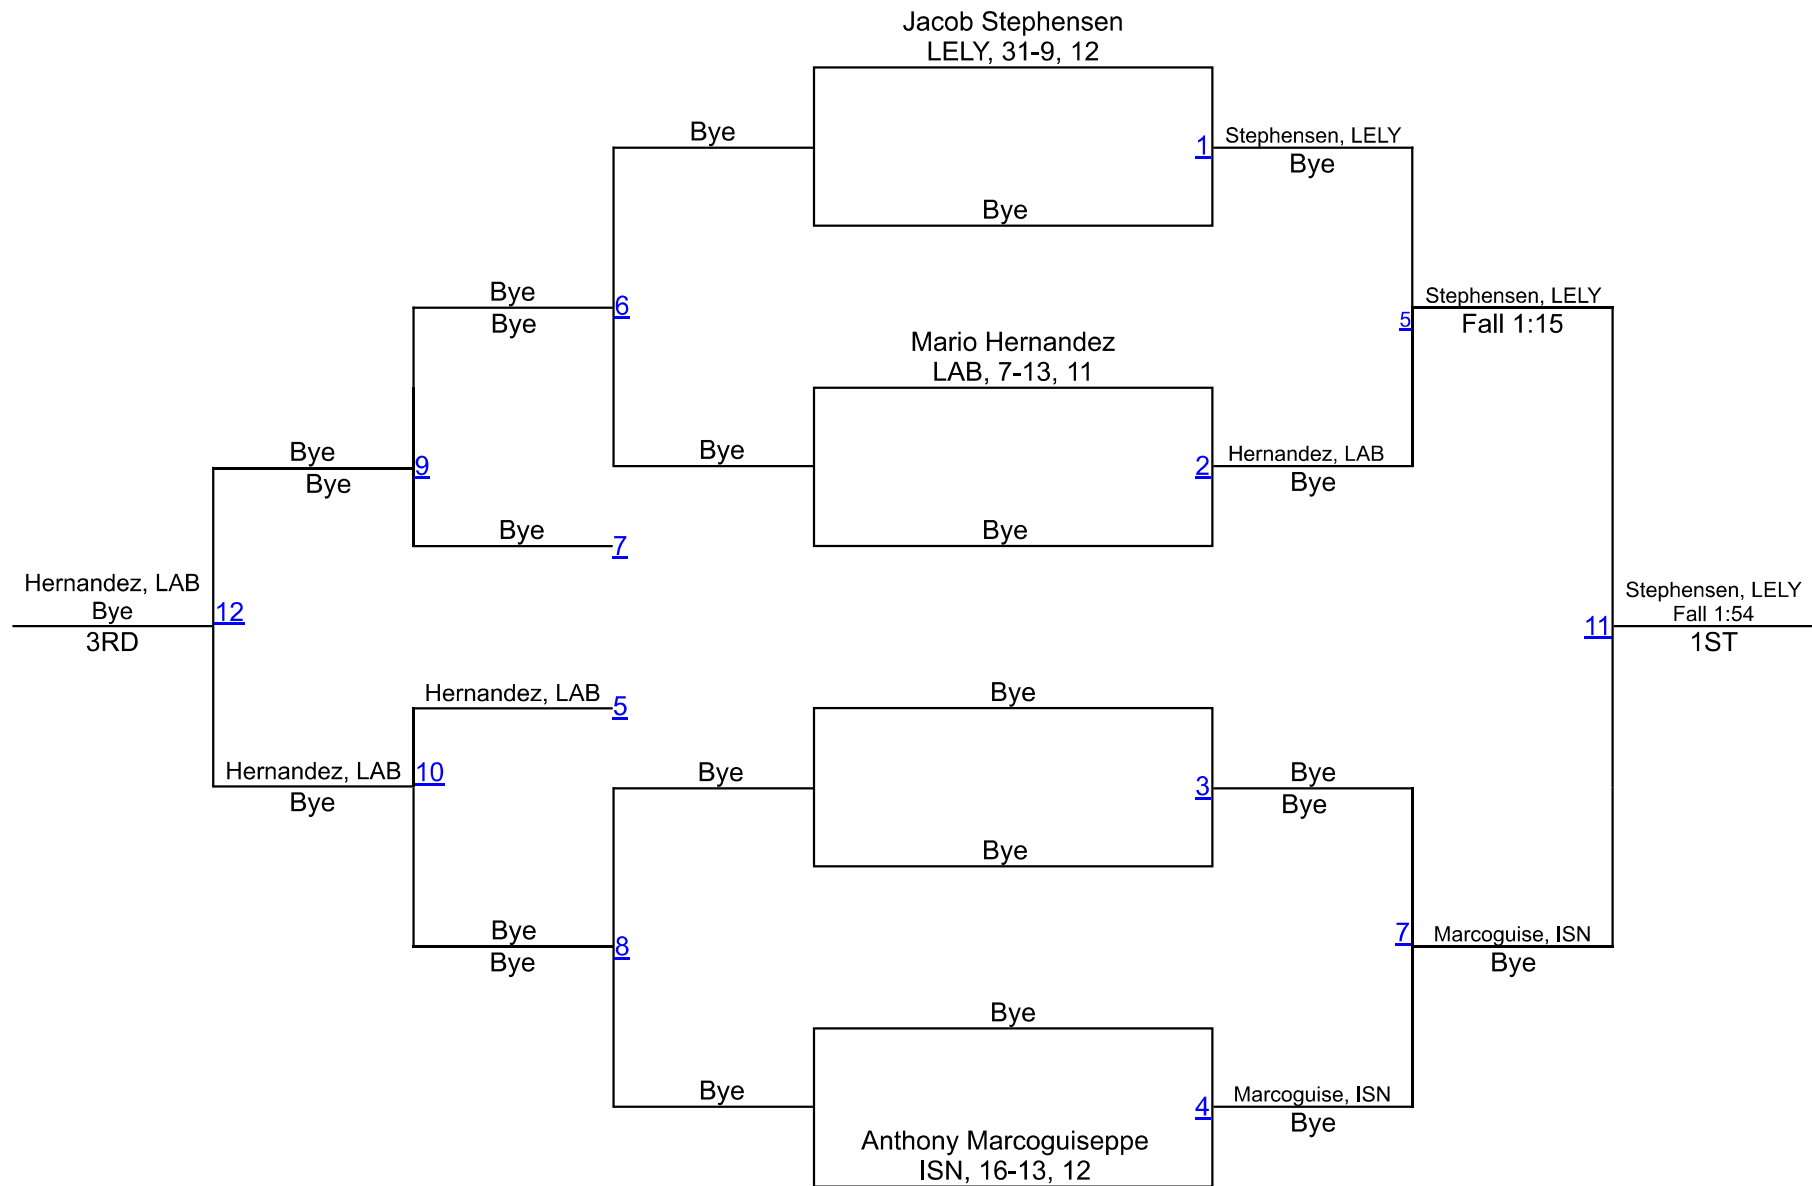 Jacob Stephensen
LELY, 31-9, 12
Bye
1
Stephensen, LELY
Bye
Bye
Bye
Bye
6
Stephensen, LELY
Fall 1:15
5
Mario Hernandez
LAB, 7-13, 11
Bye
Bye
9
Bye
2
Hernandez, LAB
Bye
Bye
7
Bye
Hernandez, LAB
Bye
3RD
12
11
Stephensen, LELY
Fall 1:54
1ST
Hernandez, LAB
5
Bye
Hernandez, LAB
Bye
10
Bye
3
Bye
Bye
Bye
Bye
Bye
8
7
Marcoguise, ISN
Bye
Bye
Bye
4
Marcoguise, ISN
Bye
Anthony Marcoguiseppe
ISN, 16-13, 12